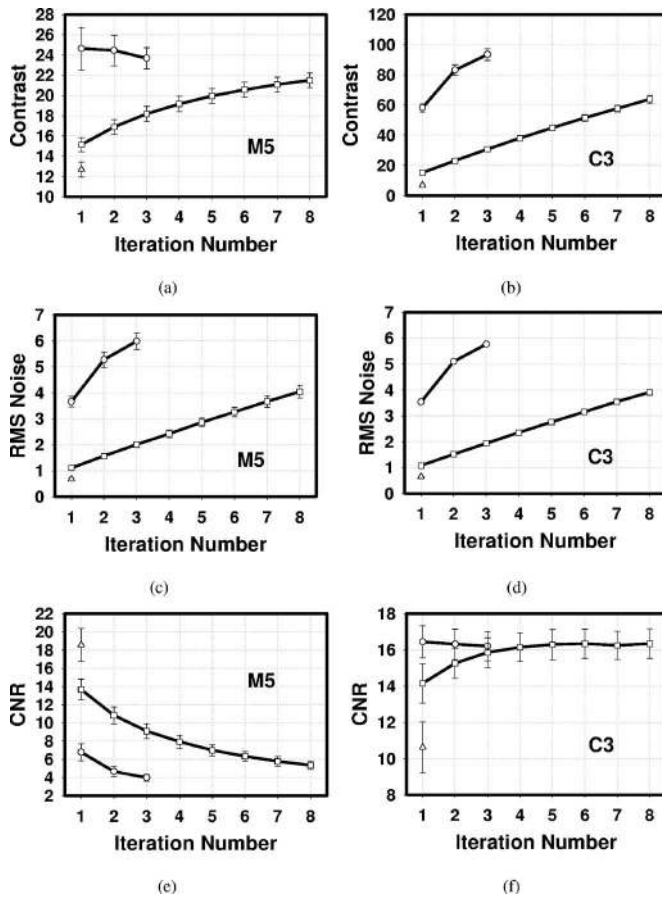 28
26
24
22
20
18
16
14
12
10
Contrast
M5
1 2 3 4 5 6 7 8
Iteration Number
(a)
120
100
80
60
40
20
0
Contrast
C3
1 2 3 4 5 6 7 8
Iteration Number
(b)
7
6
5
4
3
2
1
0
RMS Noise
M5
1 2 3 4 5 6 7 8
Iteration Number
(c)
7
6
5
4
3
2
1
0
RMS Noise
C3
1 2 3 4 5 6 7 8
Iteration Number
(d)
22
20
18
16
14
12
10
8
6
4
2
CNR
M5
1 2 3 4 5 6 7 8
Iteration Number
(e)
18
16
14
12
10
8
CNR
C3
1 2 3 4 5 6 7 8
Iteration Number
(f)